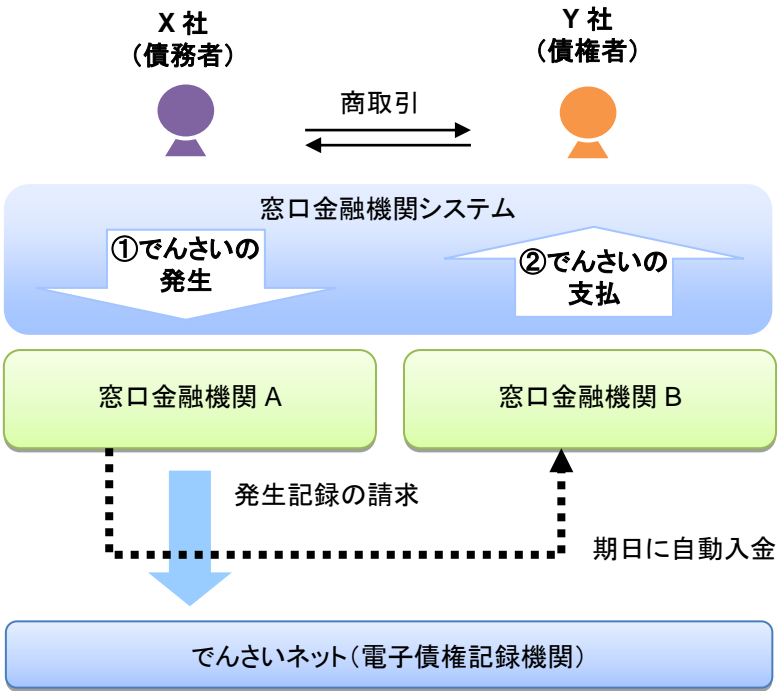 X 社
（債務者）
Y 社
（債権者）
商取引
窓口金融機関システム
①でんさいの
発生
②でんさいの
支払
窓口金融機関 A
窓口金融機関 B
発生記録の請求
期日に自動入金
でんさいネット（電子債権記録機関）